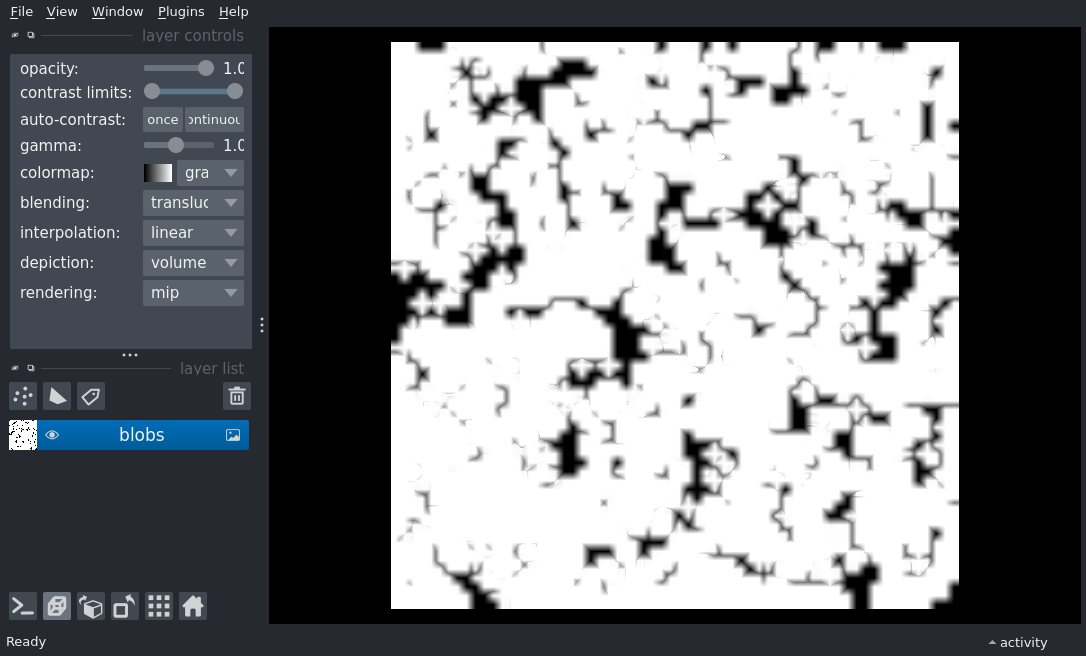 File View Window Plugins Help
layer controls
opacity: 1.0
contrast limits:
auto-contrast: once ontinuou
gamma: 1.0
colormap: gra
blending: transluc
interpolation: linear
depiction: volume
rendering: mip
layer list
blobs
Ready activity